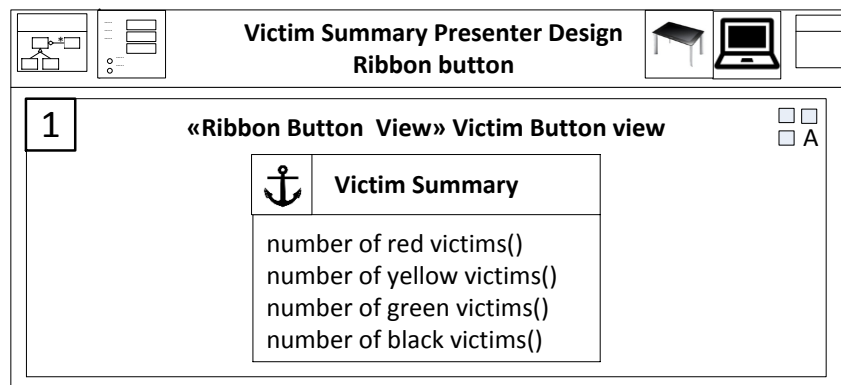 Victim Summary Presenter Design
Ribbon button
1
«Ribbon Button  View» Victim Button view
A
Victim Summary
number of red victims()
number of yellow victims()
number of green victims()
number of black victims()